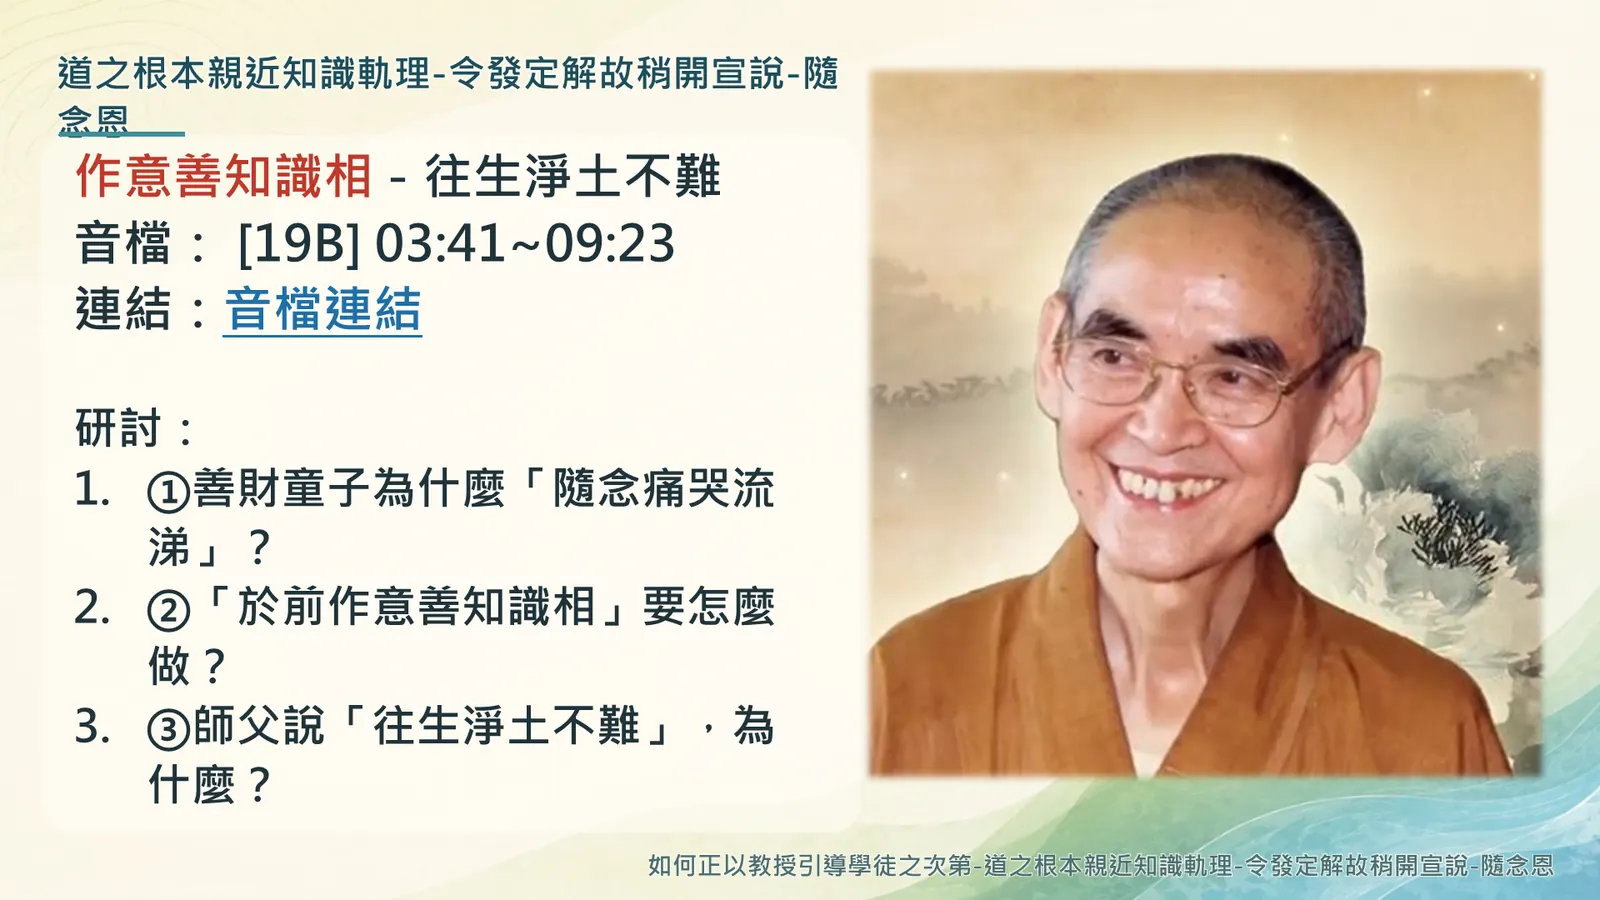 道之根本親近知識軌理-令發定解故稍開宣說-隨
念恩
作意善知識相 - 往生淨土不難
音檔： [19B] 03:41~09:23
連結：音檔連結
研討：
1. ①善財童子為什麼「隨念痛哭流
涕」？
2. ②「於前作意善知識相」要怎麼
做？
3. ③師父說「往生淨土不難」，為
什麼？
如何正以教授引導學徒之次第-道之根本親近知識軌理-令發定解故稍開宣說-隨念恩